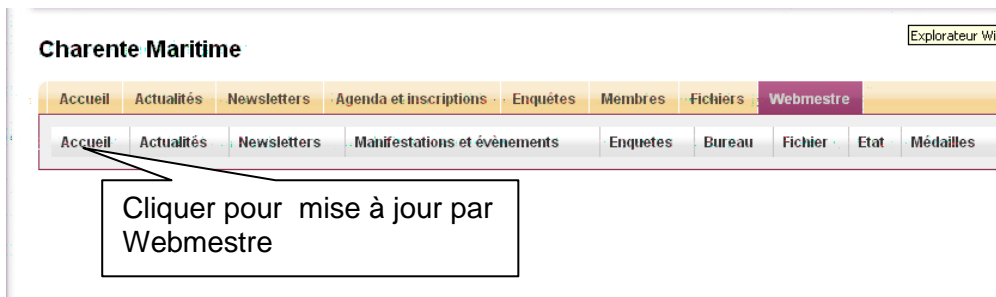 Explorateur Wi
Charente Maritime
Accueil Actualités Newsletters Agenda et inscriptions Enquêtes Membres Fichiers Webmestre
Accueil Actualités Newsletters Manifestations et évènements Enquetes Bureau Fichier Etat Médailles
Cliquer pour mise à jour par
Webmestre